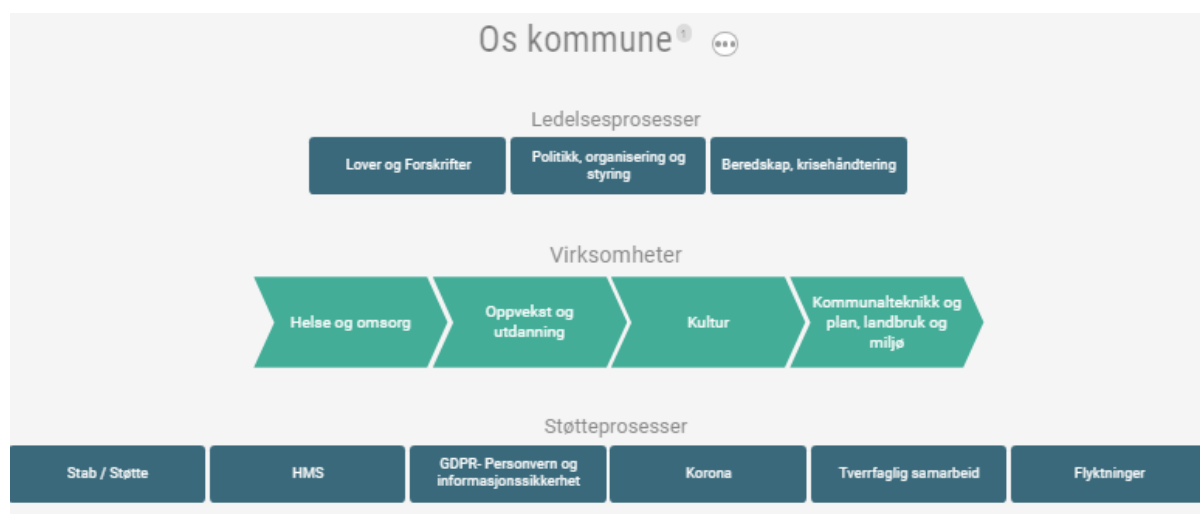 Os kommune 1
Ledelsesprosesser
Lover og Forskrifter
Politikk, organisering og
styring
Beredskap, krisehåndtering
Virksomheter
Helse og omsorg
Oppvekst og
utdanning
Kultur
Kommunalteknikk og
plan, landbruk og
miljø
Støtteprosesser
Stab / Støtte
HMS
GDPR- Personvern og
informasjonssikkerhet
Korona
Tverrfaglig samarbeid
Flyktninger